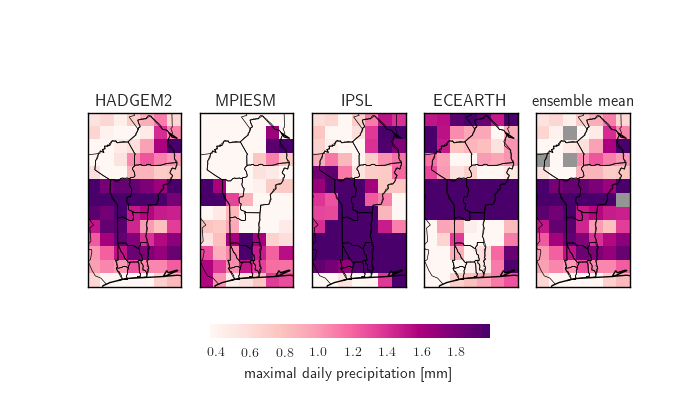 HADGEM2 MPIESM IPSL ECEARTH ensemble mean
0.4 0.6 0.8 1.0 1.2 1.4 1.6 1.8
maximal daily precipitation [mm]